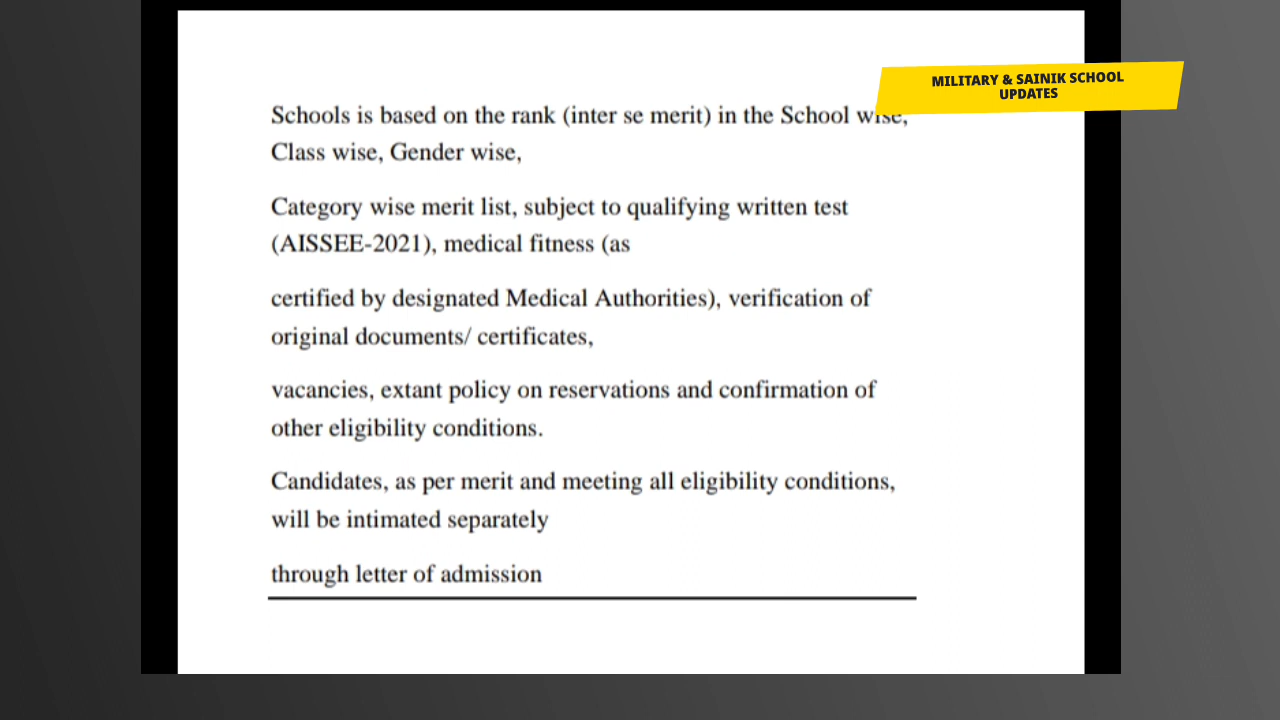 MILITARY & SAINIK SCHOOL
UPDATES
Schools is based on the rank (inter se merit) in the School wise,
Class wise, Gender wise,
Category wise merit list, subject to qualifying written test
(AISSEE-2021), medical fitness (as
certified by designated Medical Authorities), verification of
original documents/ certificates,
vacancies, extant policy on reservations and confirmation of
other eligibility conditions.
Candidates, as per merit and meeting all eligibility conditions,
will be intimated separately
through letter of admission